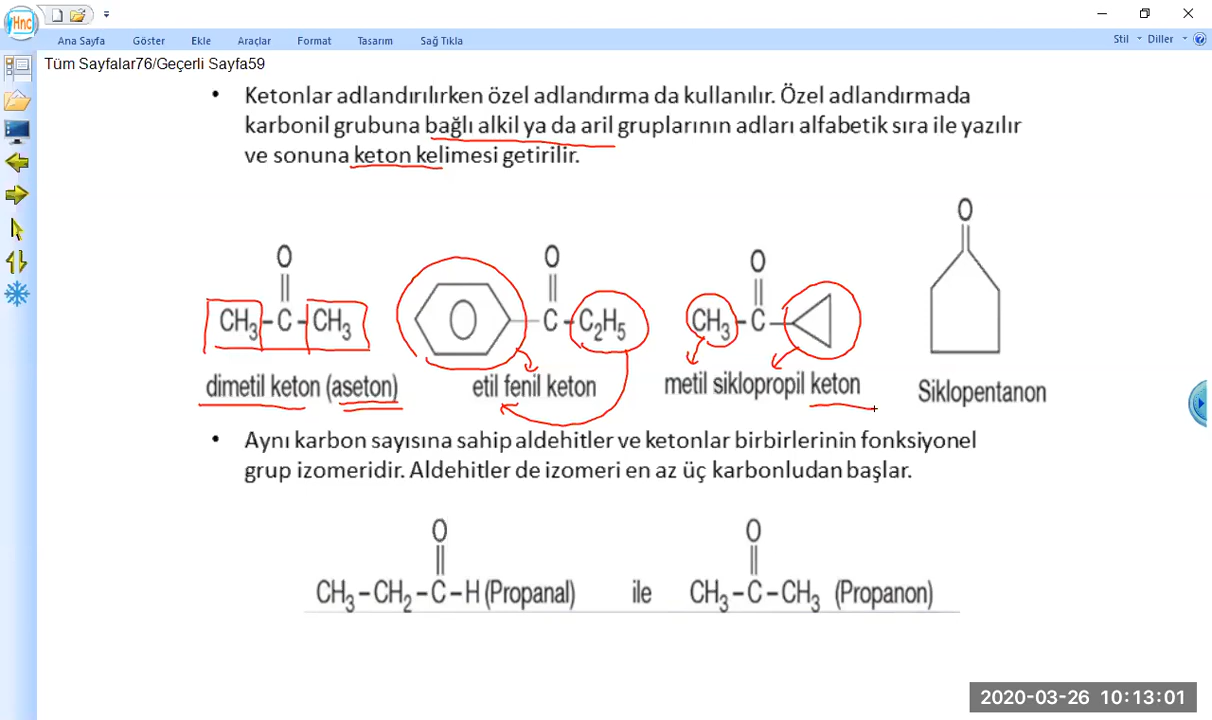 Hnc
Ana Sayfa Göster Ekle Araçlar Format Tasarım Sağ Tıkla Stil Diller
Tüm Sayfalar76/Geçerli Sayfa59
• Ketonlar adlandırılırken özel adlandırma da kullanılır. Özel adlandırmada
karbonil grubuna bağlı alkil ya da aril gruplarının adları alfabetik sıra ile yazılır
ve sonuna keton kelimesi getirilir.
O O O O
CH₃–C–CH₃ C–C₂H₅ CH₃–C
dimetil keton (aseton) etil fenil keton metil siklopropil keton Siklopentanon
• Aynı karbon sayısına sahip aldehitler ve ketonlar birbirlerinin fonksiyonel
grup izomeridir. Aldehitler de izomeri en az üç karbonludan başlar.
O O
CH₃–CH₂–C–H (Propanal) ile CH₃–C–CH₃ (Propanon)
2020-03-26 10:13:01